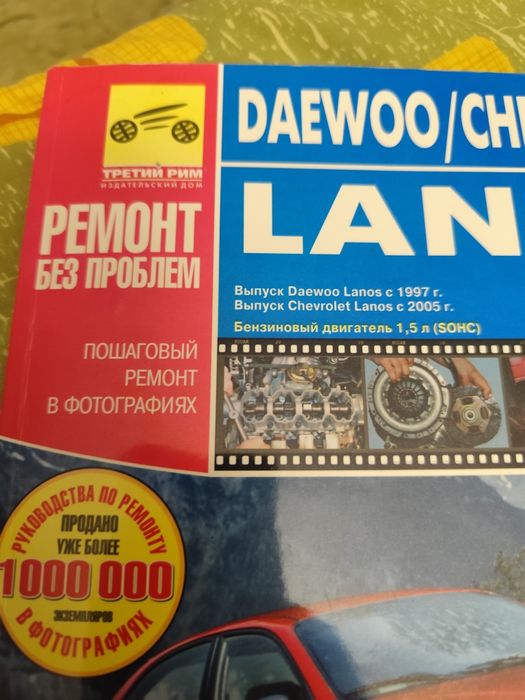 DAEWOO/CH
LAN
ТРЕТИЙ РИМ
ИЗДАТЕЛЬСКИЙ ДОМ
РЕМОНТ
БЕЗ ПРОБЛЕМ
Выпуск Daewoo Lanos с 1997 г.
Выпуск Chevrolet Lanos с 2005 г.
Бензиновый двигатель 1,5 л (SOHC)
ПОШАГОВЫЙ
РЕМОНТ
В ФОТОГРАФИЯХ
РУКОВОДСТВА ПО РЕМОНТУ
ПРОДАНО
УЖЕ БОЛЕЕ
1000 000
ЭКЗЕМПЛЯРОВ
В ФОТОГРАФИЯХ